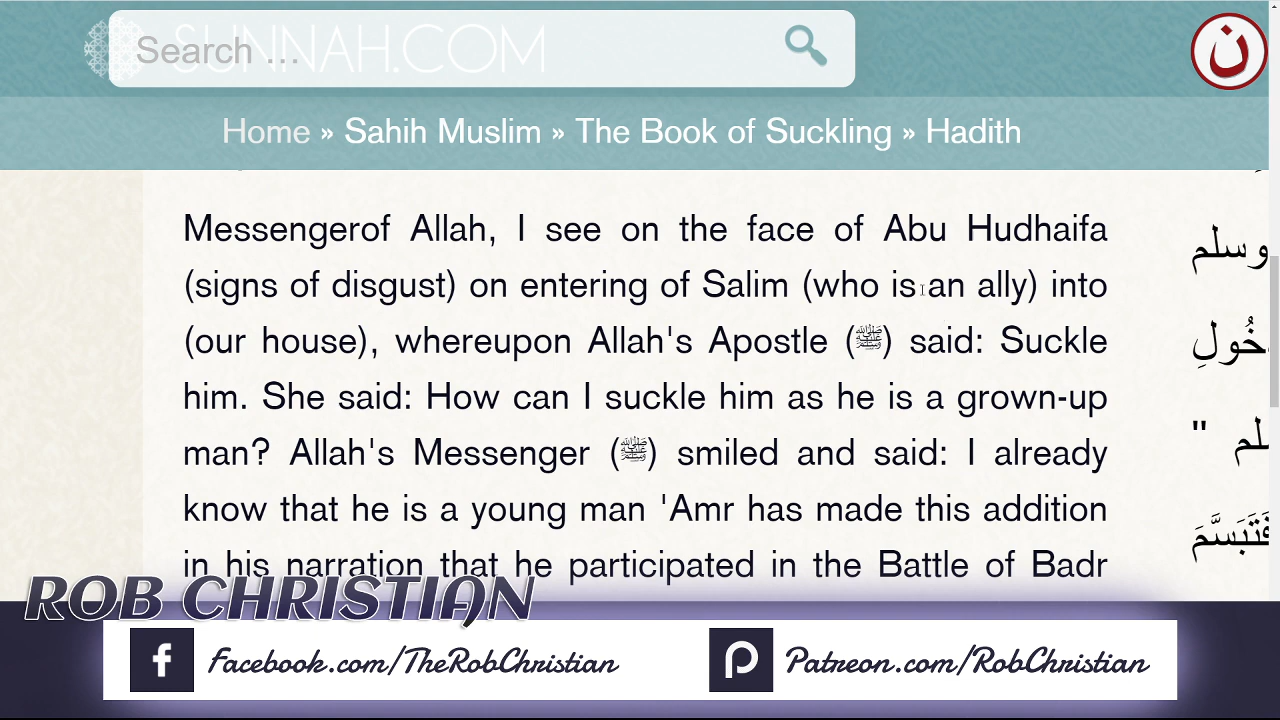 SUNNAH.COM
Search ...
ن
Home » Sahih Muslim » The Book of Suckling » Hadith
Messengerof Allah, I see on the face of Abu Hudhaifa
(signs of disgust) on entering of Salim (who is an ally) into
(our house), whereupon Allah's Apostle (ﷺ) said: Suckle
him. She said: How can I suckle him as he is a grown-up
man? Allah's Messenger (ﷺ) smiled and said: I already
know that he is a young man 'Amr has made this addition
in his narration that he participated in the Battle of Badr
وسلم
خُولِ
لم "
فَتَبَسَّمَ
ROB CHRISTIAN
f Facebook.com/TheRobChristian
Patreon.com/RobChristian